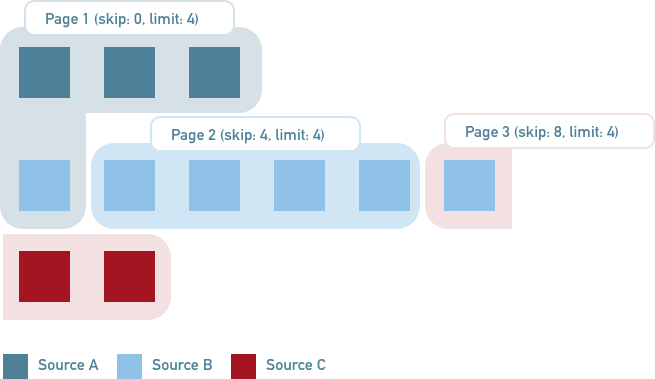 Page 1 (skip: 0, limit: 4)
Page 2 (skip: 4, limit: 4)
Page 3 (skip: 8, limit: 4)
Source A
Source B
Source C